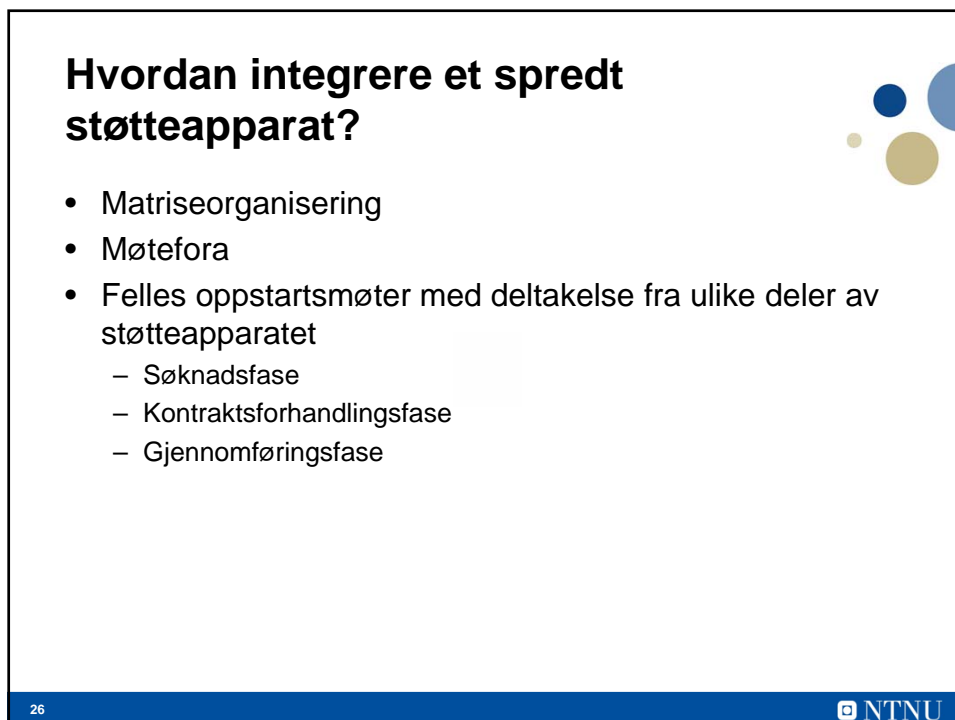 Hvordan integrere et spredt
støtteapparat?
• Matriseorganisering
• Møtefora
• Felles oppstartsmøter med deltakelse fra ulike deler av
støtteapparatet
– Søknadsfase
– Kontraktsforhandlingsfase
– Gjennomføringsfase
26
NTNU